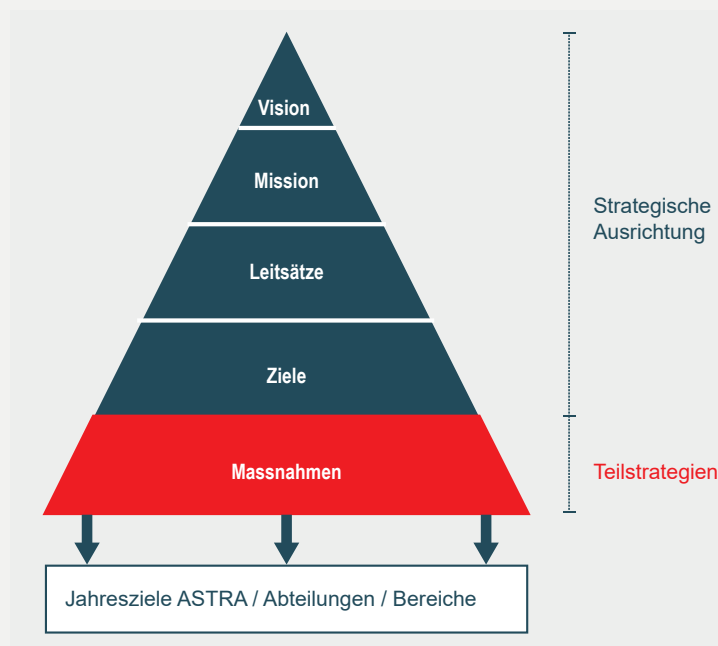 Vision
Mission
Leitsätze
Ziele
Massnahmen
Strategische
Ausrichtung
Teilstrategien
Jahresziele ASTRA / Abteilungen / Bereiche